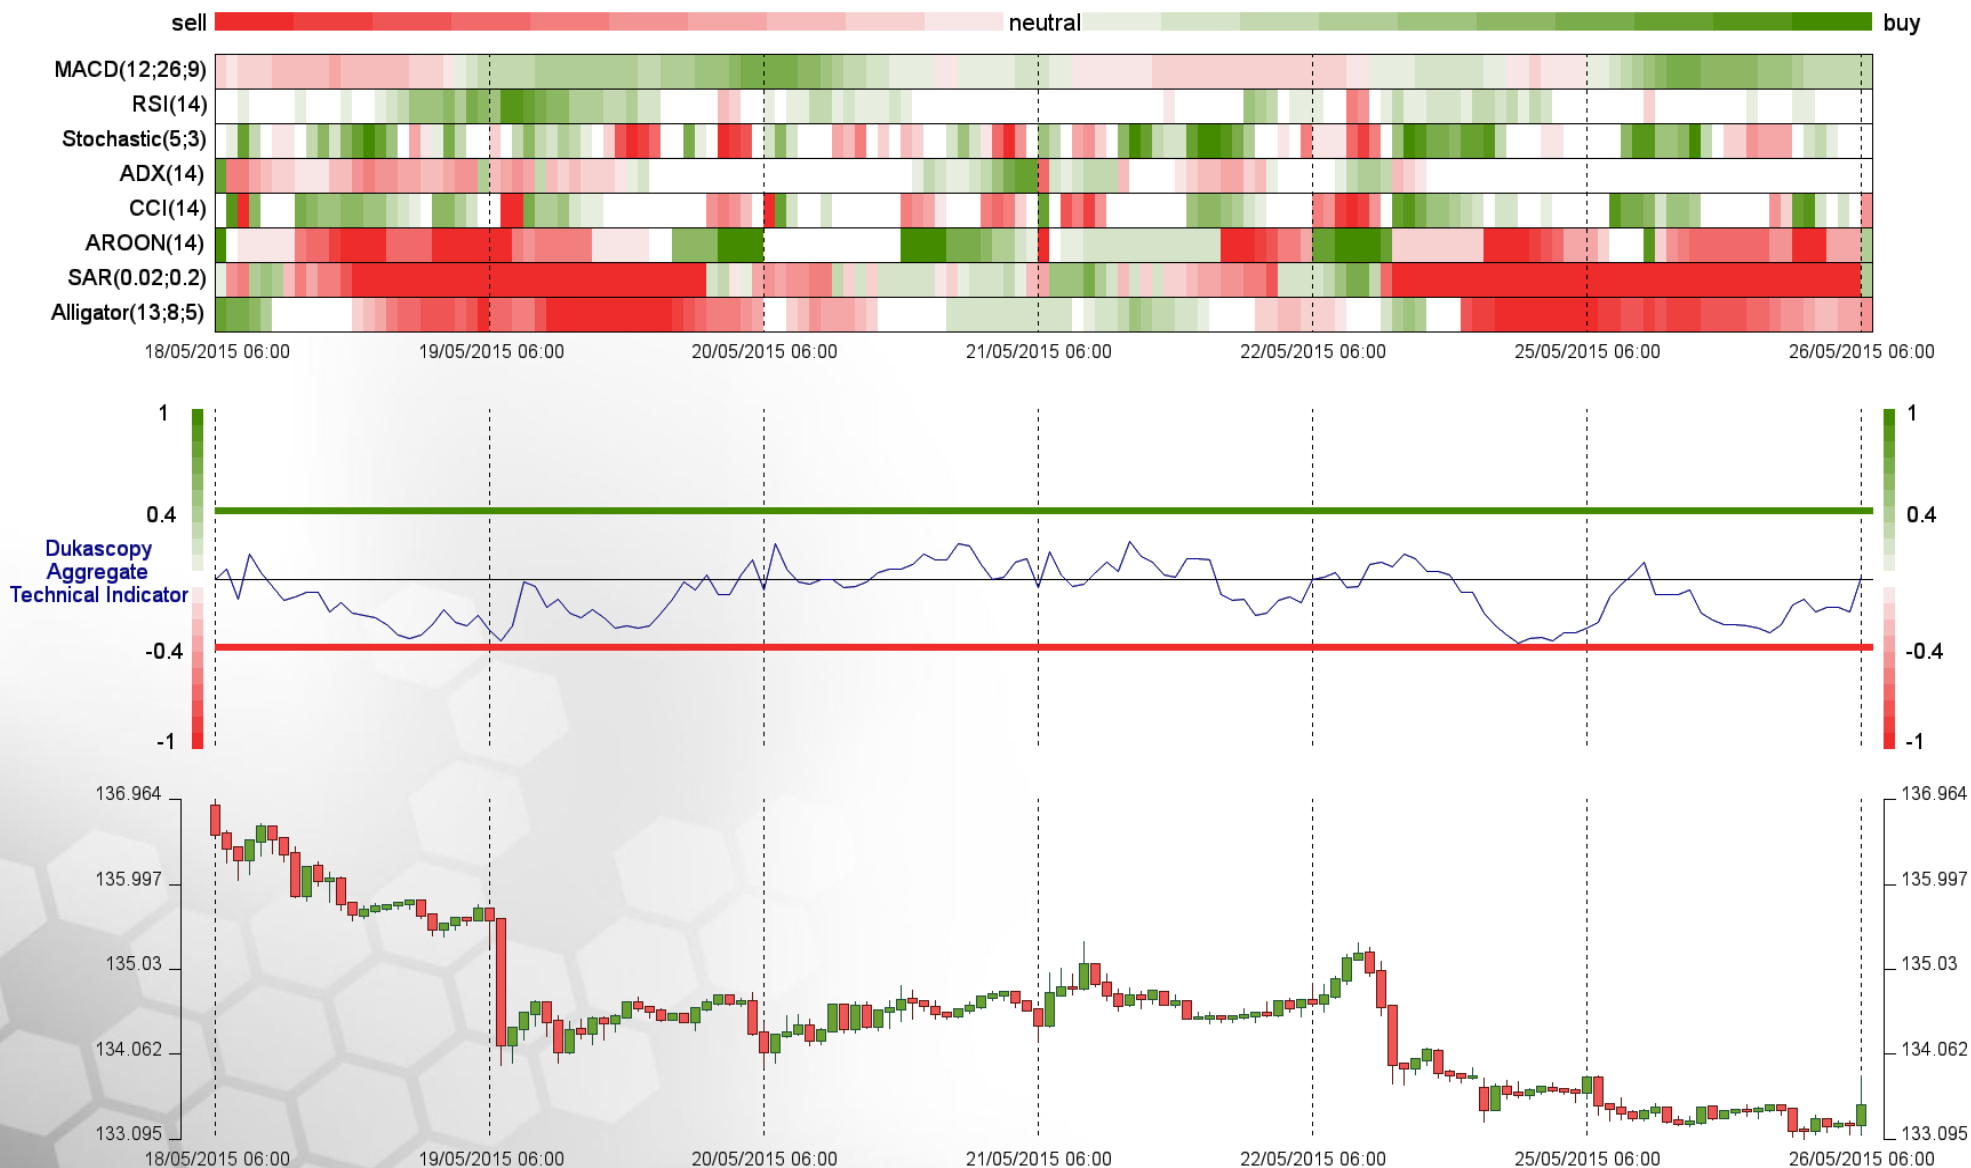 sell neutral buy
MACD(12;26;9)
RSI(14)
Stochastic(5;3)
ADX(14)
CCI(14)
AROON(14)
SAR(0.02;0.2)
Alligator(13;8;5)
18/05/2015 06:00 19/05/2015 06:00 20/05/2015 06:00 21/05/2015 06:00 22/05/2015 06:00 25/05/2015 06:00 26/05/2015 06:00
1 1
0.4 0.4
Dukascopy
Aggregate
Technical Indicator
-0.4 -0.4
-1 -1
136.964 136.964
135.997 135.997
135.03 135.03
134.062 134.062
133.095 133.095
18/05/2015 06:00 19/05/2015 06:00 20/05/2015 06:00 21/05/2015 06:00 22/05/2015 06:00 25/05/2015 06:00 26/05/2015 06:00